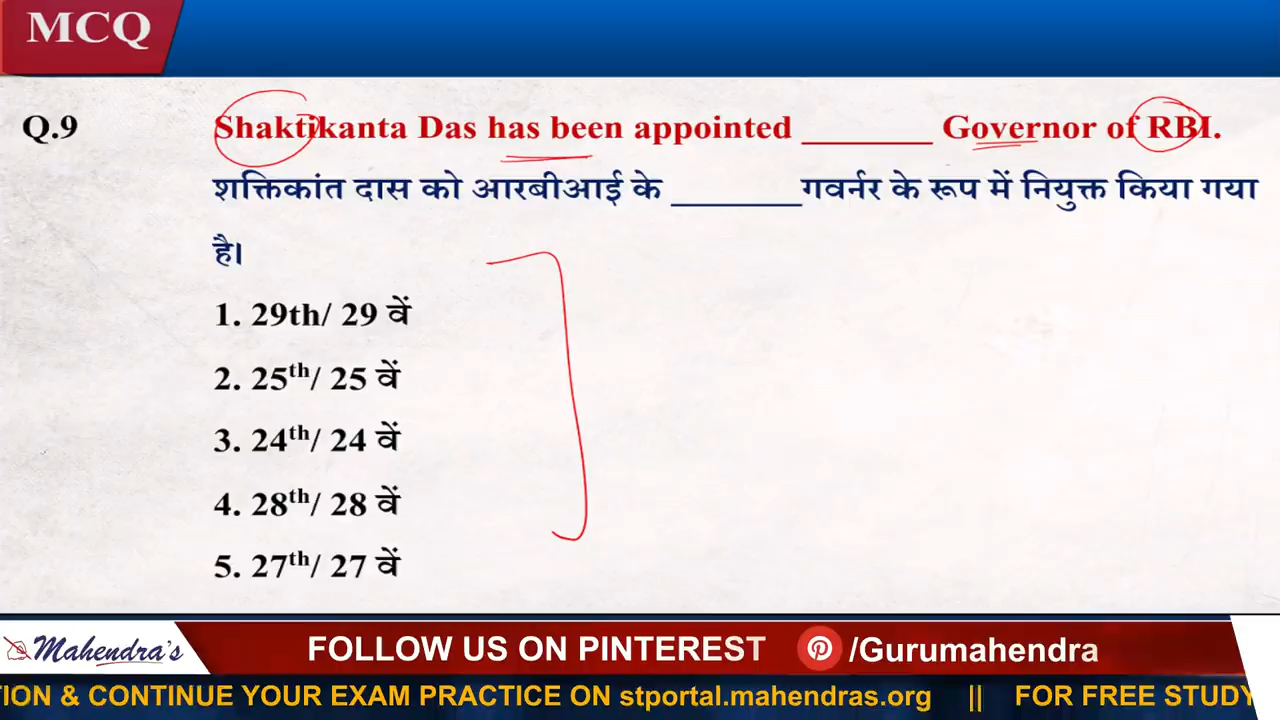 MCQ
Q.9 Shaktikanta Das has been appointed ________ Governor of RBI.
शक्तिकांत दास को आरबीआई के ________गवर्नर के रूप में नियुक्त किया गया
है।
1. 29th/ 29 वें
2. 25th/ 25 वें
3. 24th/ 24 वें
4. 28th/ 28 वें
5. 27th/ 27 वें
Mahendra's FOLLOW US ON PINTEREST /Gurumahendra
TION & CONTINUE YOUR EXAM PRACTICE ON stportal.mahendras.org || FOR FREE STUDY